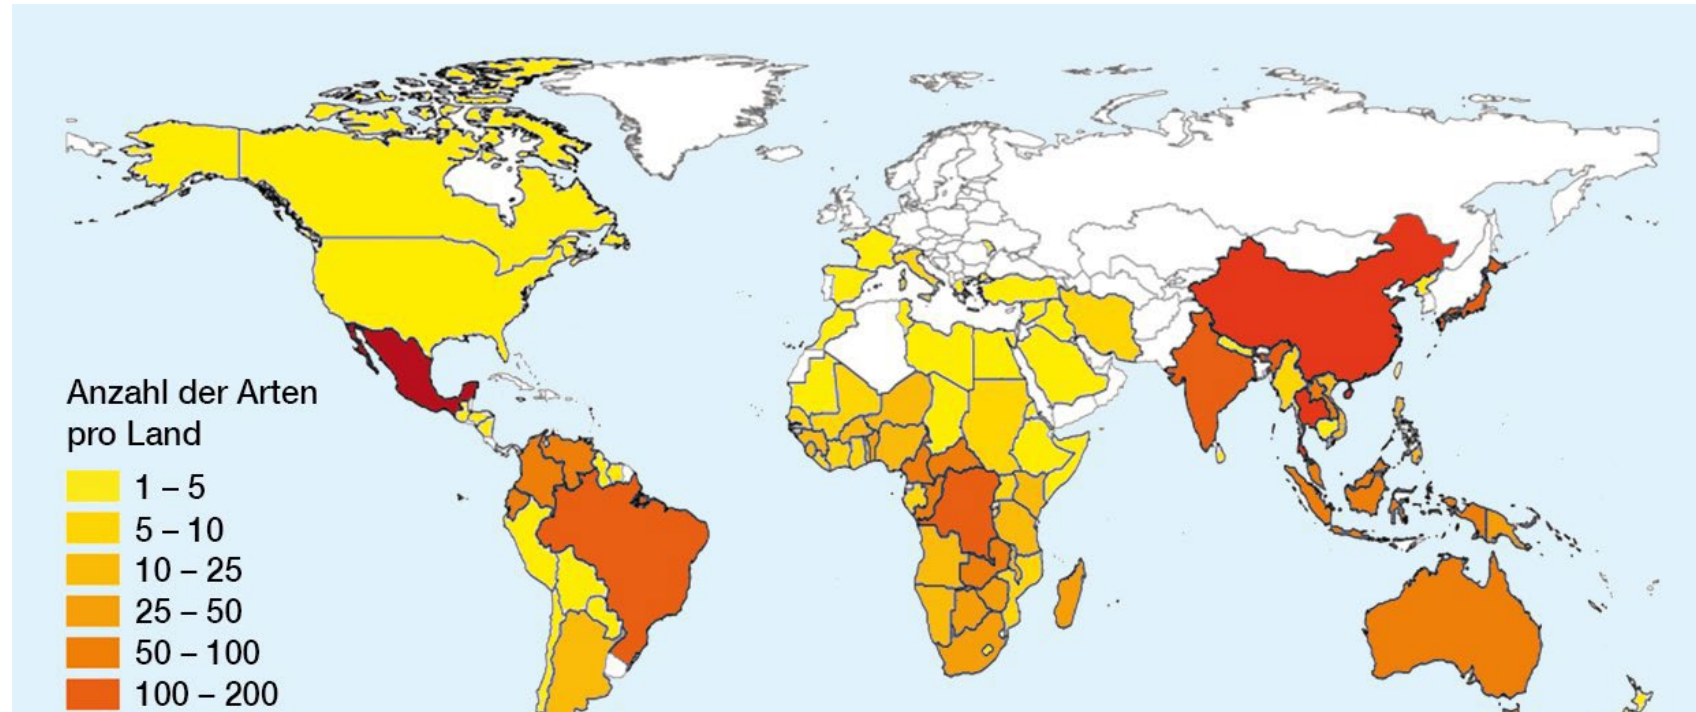 Anzahl der Arten
pro Land
1 – 5
5 – 10
10 – 25
25 – 50
50 – 100
100 – 200